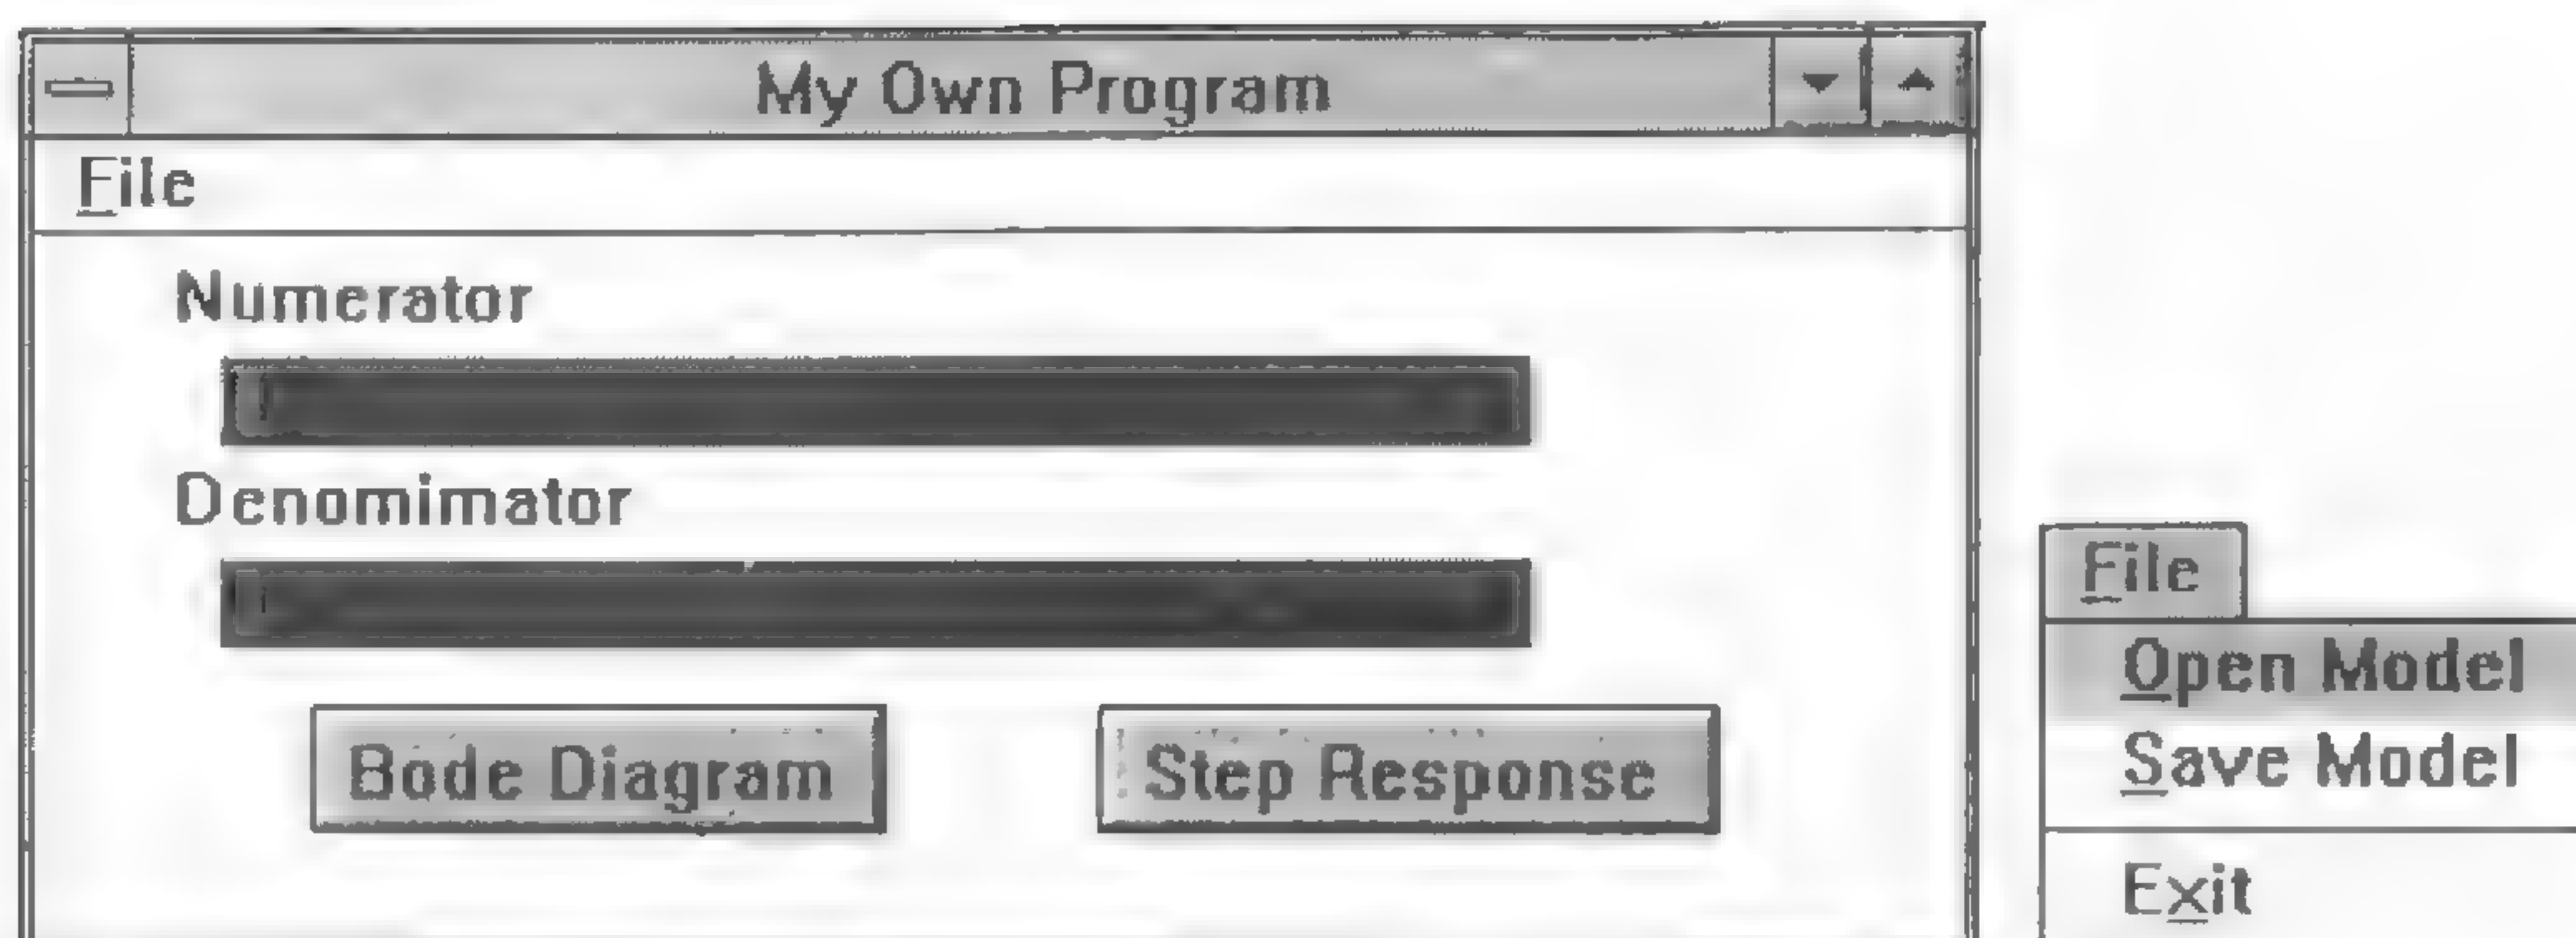 My Own Program
File
Numerator
Denomimator
Bode Diagram
Step Response
File
Open Model
Save Model
Exit